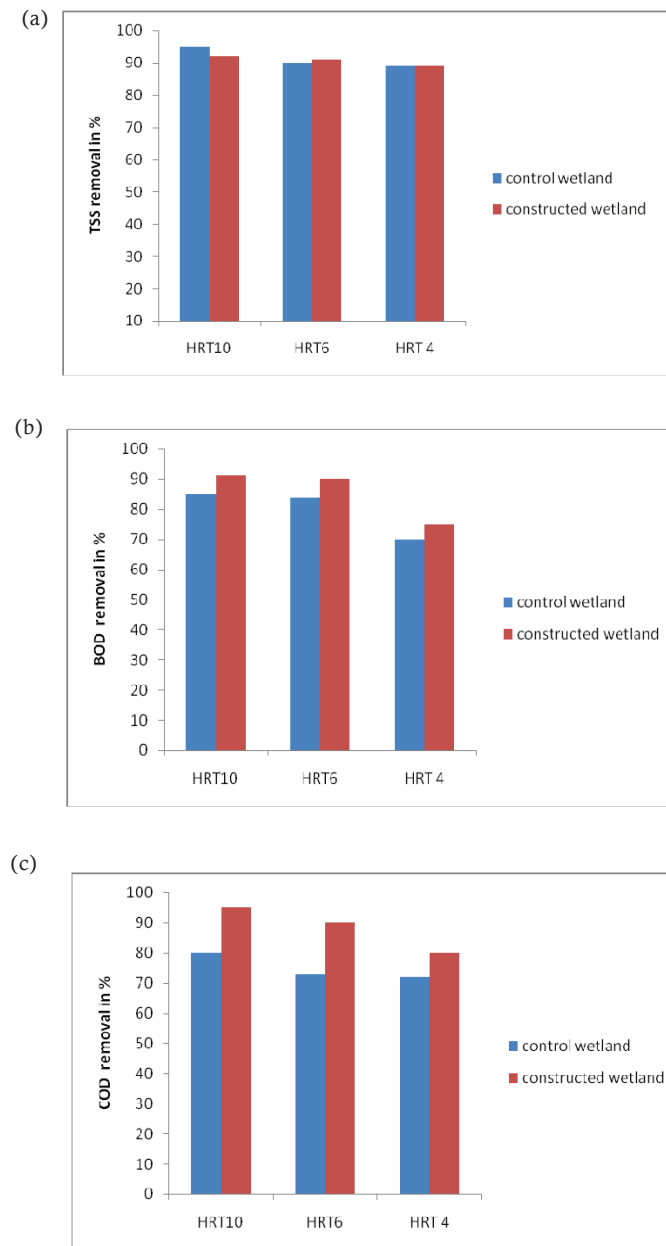 (a)
100
90
80
70
60
50
40
30
20
10
TSS removal in %
HRT10 HRT6 HRT 4
control wetland
constructed wetland
(b)
100
90
80
70
60
50
40
30
20
10
0
BOD removal in %
HRT10 HRT6 HRT 4
control wetland
constructed wetland
(c)
100
90
80
70
60
50
40
30
20
10
0
COD removal in %
HRT10 HRT6 HRT 4
control wetland
constructed wetland